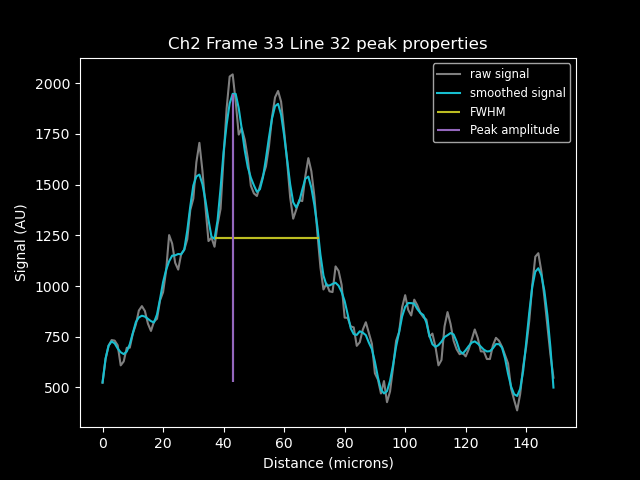 Ch2 Frame 33 Line 32 peak properties
raw signal
smoothed signal
FWHM
Peak amplitude
Signal (AU)
2000
1750
1500
1250
1000
750
500
0 20 40 60 80 100 120 140
Distance (microns)